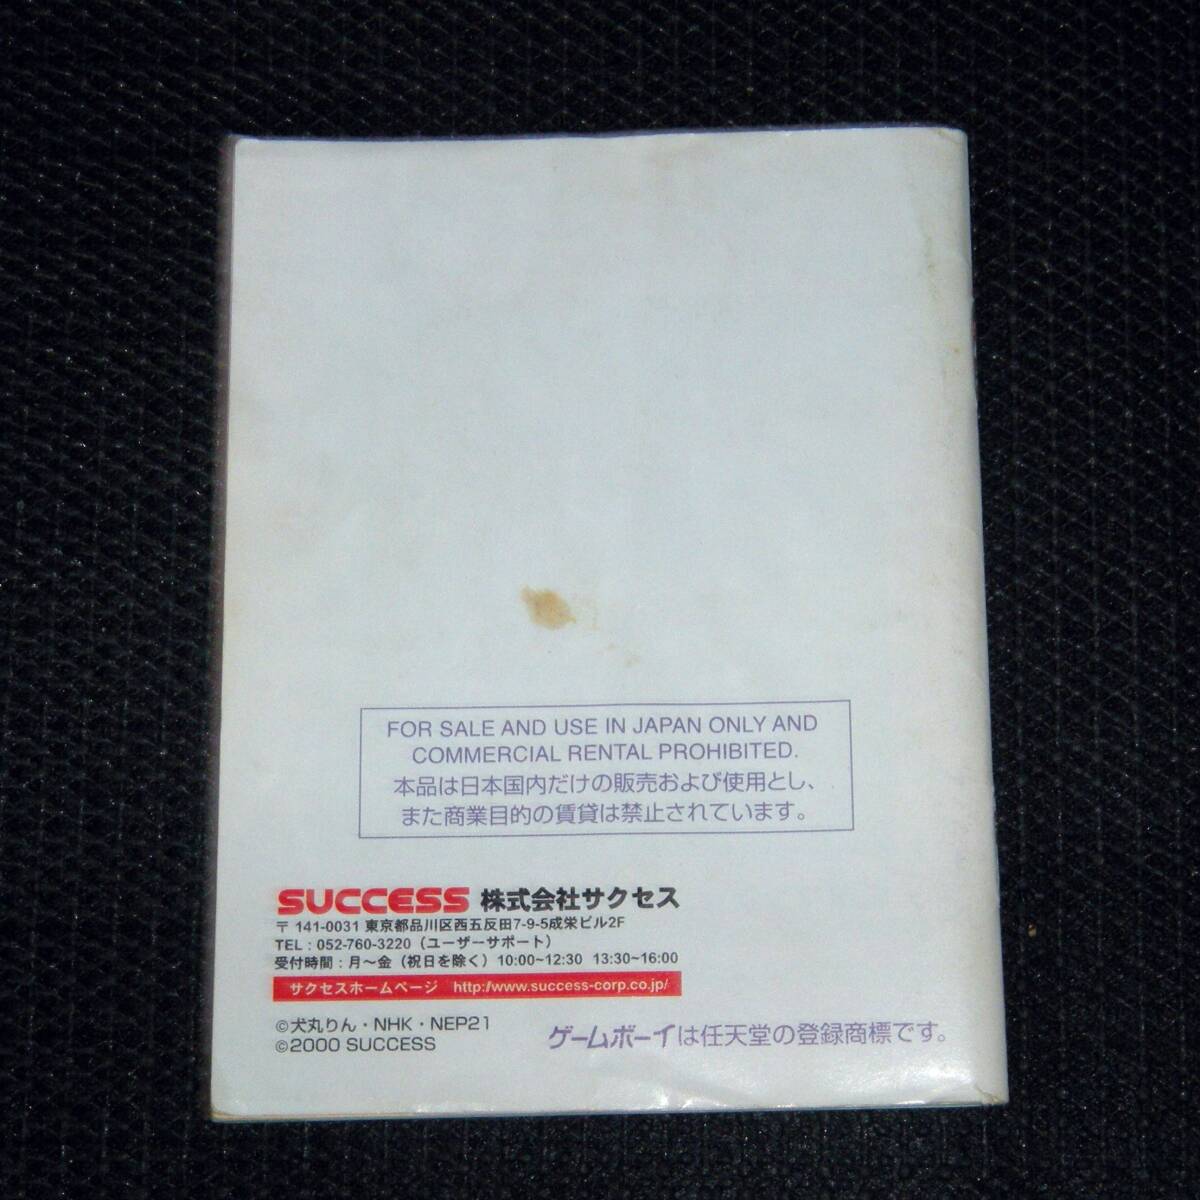 FOR SALE AND USE IN JAPAN ONLY AND
COMMERCIAL RENTAL PROHIBITED.
本品は日本国内だけの販売および使用とし、
また商業目的の賃貸は禁止されています。
SUCCESS 株式会社サクセス
〒 141-0031 東京都品川区西五反田7-9-5成栄ビル2F
TEL：052-760-3220（ユーザーサポート）
受付時間：月〜金（祝日を除く）10:00~12:30 13:30~16:00
サクセスホームページ http://www.success-corp.co.jp/
©犬丸りん・NHK・NEP21
©2000 SUCCESS
ゲームボーイは任天堂の登録商標です。